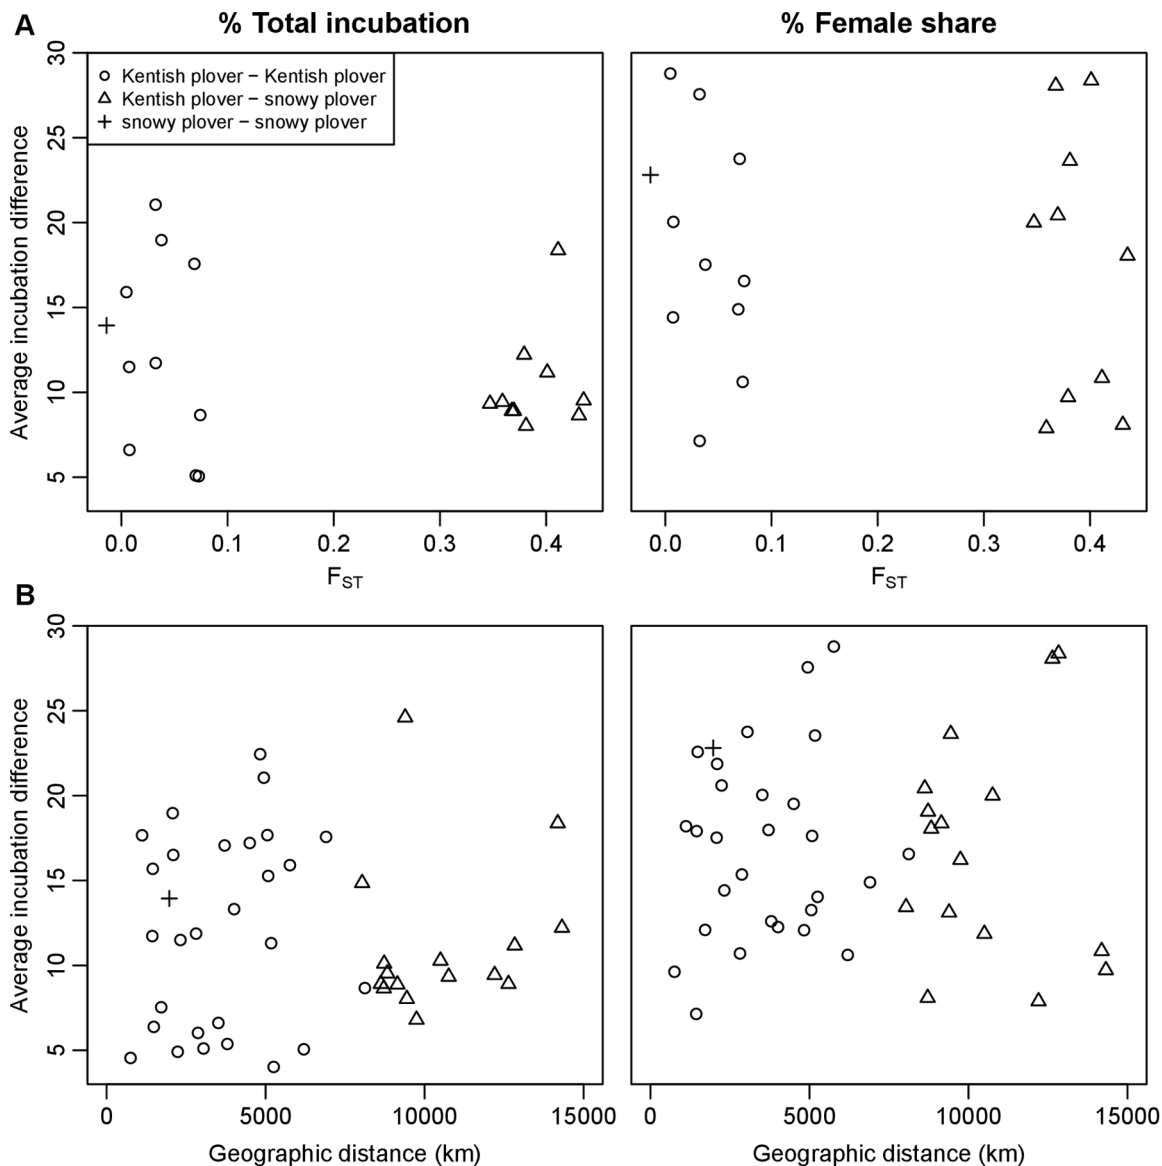 A
% Total incubation
% Female share
Average incubation difference
30
25
20
15
10
5
Kentish plover − Kentish plover
Kentish plover − snowy plover
snowy plover − snowy plover
0.0 0.1 0.2 0.3 0.4
F_ST
0.0 0.1 0.2 0.3 0.4
F_ST
B
Average incubation difference
30
25
20
15
10
5
0 5000 10000 15000
Geographic distance (km)
0 5000 10000 15000
Geographic distance (km)